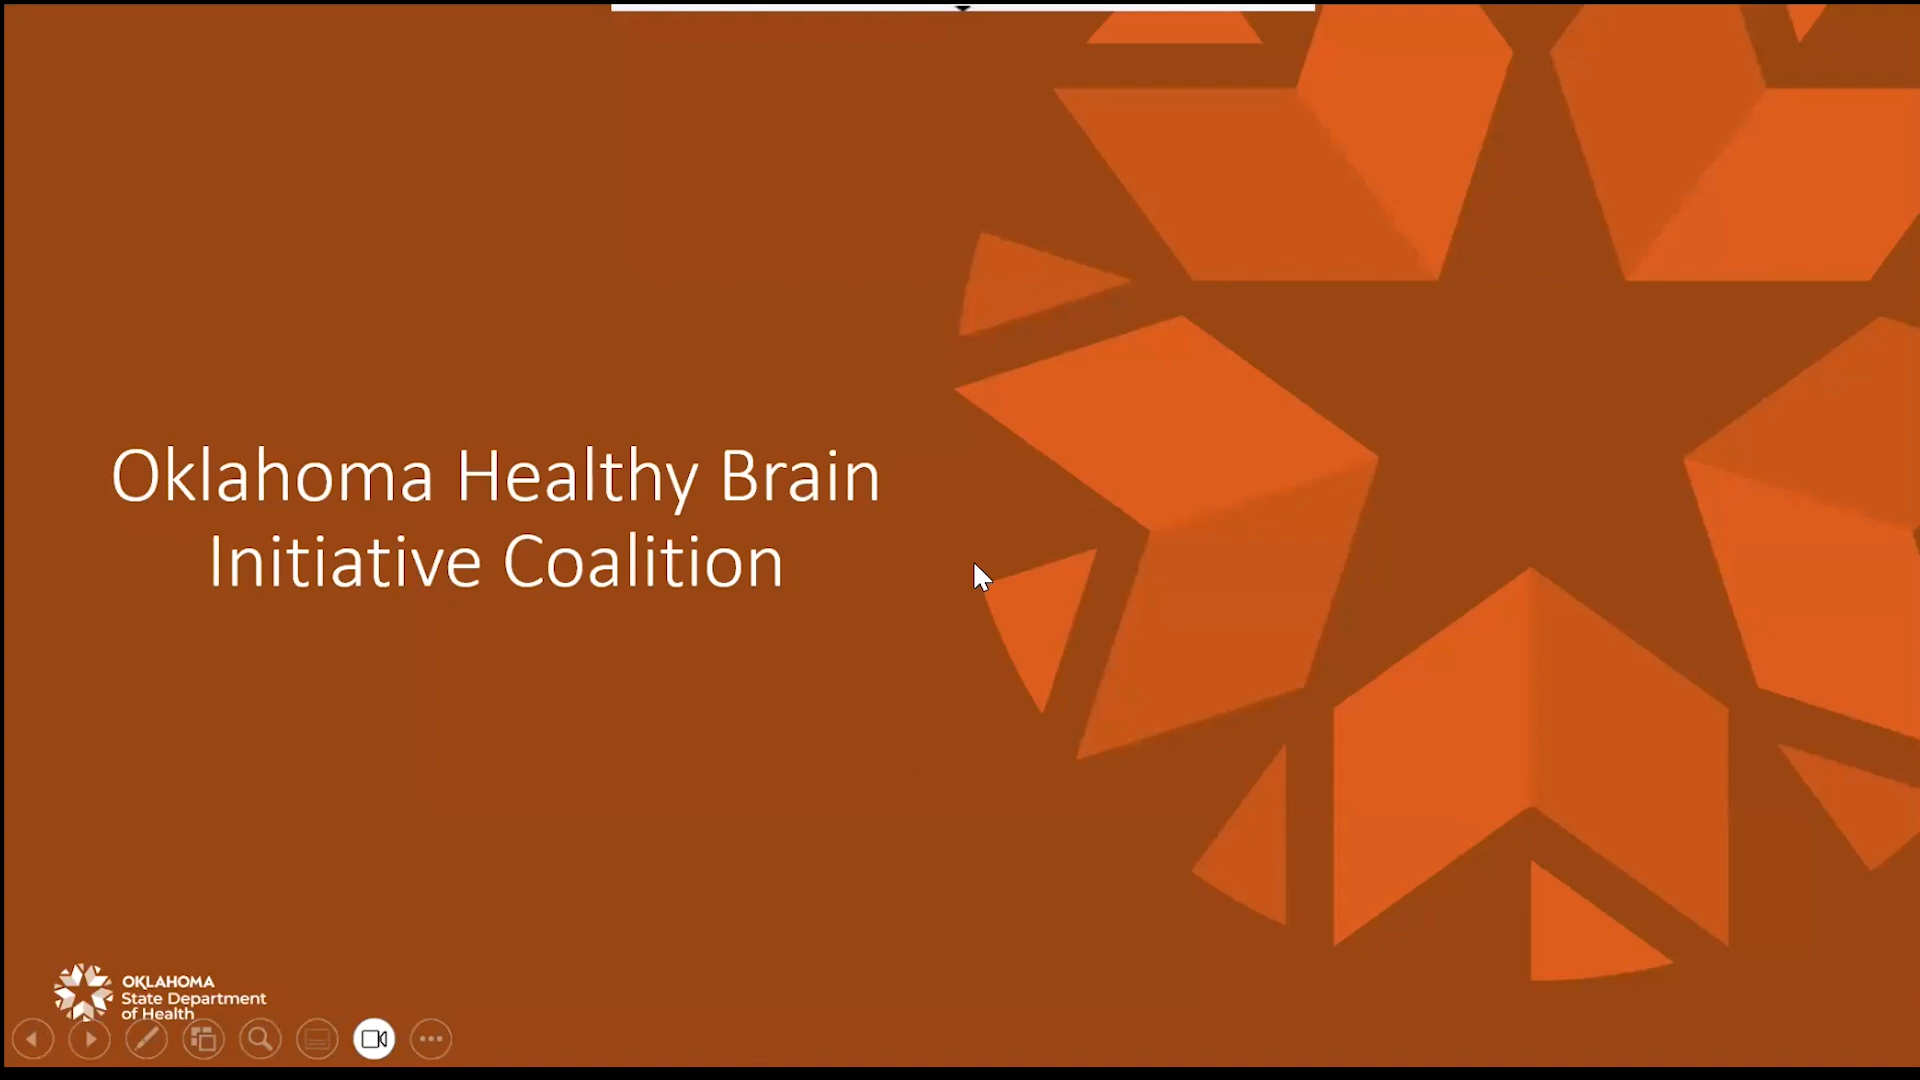 Oklahoma Healthy Brain
Initiative Coalition
OKLAHOMA
State Department
of Health